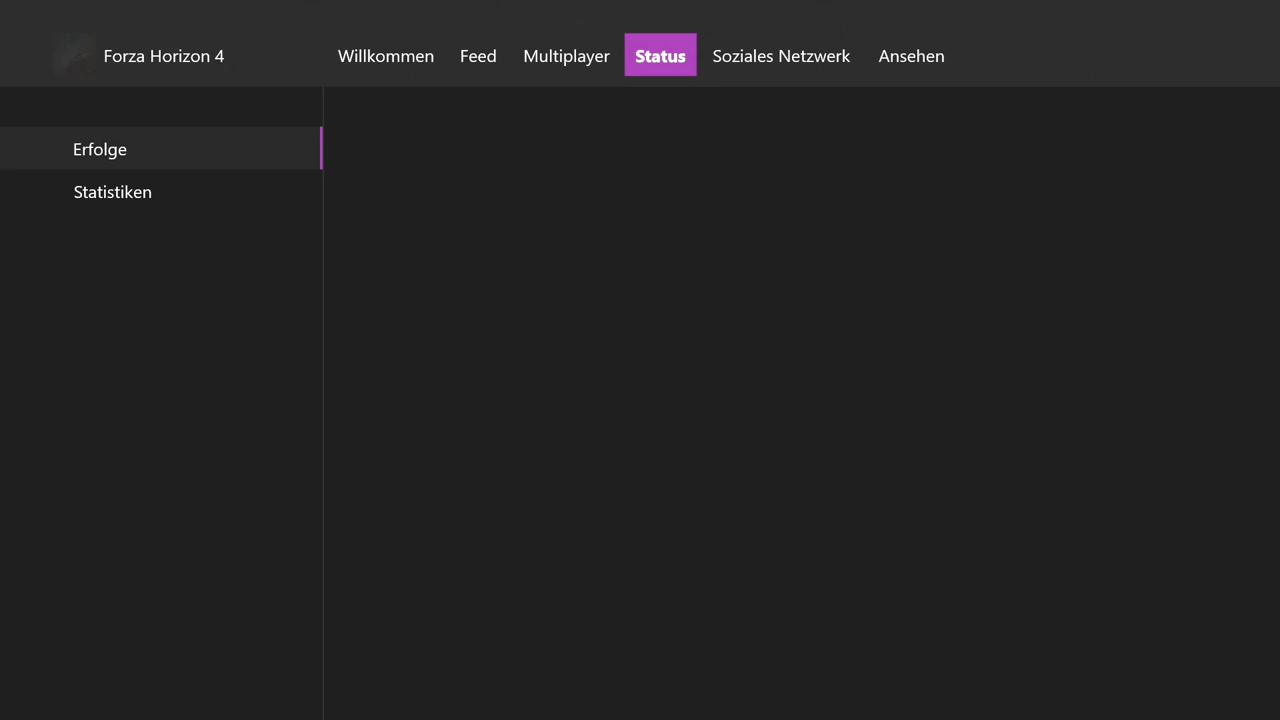 Forza Horizon 4
Willkommen Feed Multiplayer Status Soziales Netzwerk Ansehen
Erfolge
Statistiken